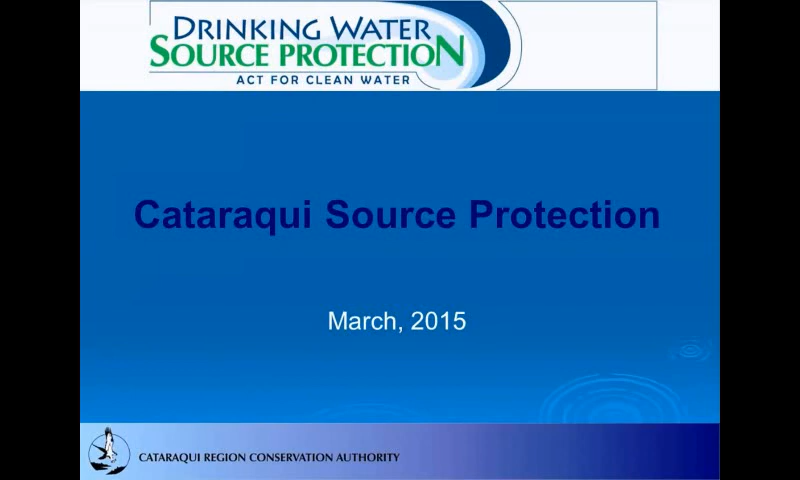 DRINKING WATER
SOURCE PROTECTION
ACT FOR CLEAN WATER
Cataraqui Source Protection
March, 2015
CATARAQUI REGION CONSERVATION AUTHORITY